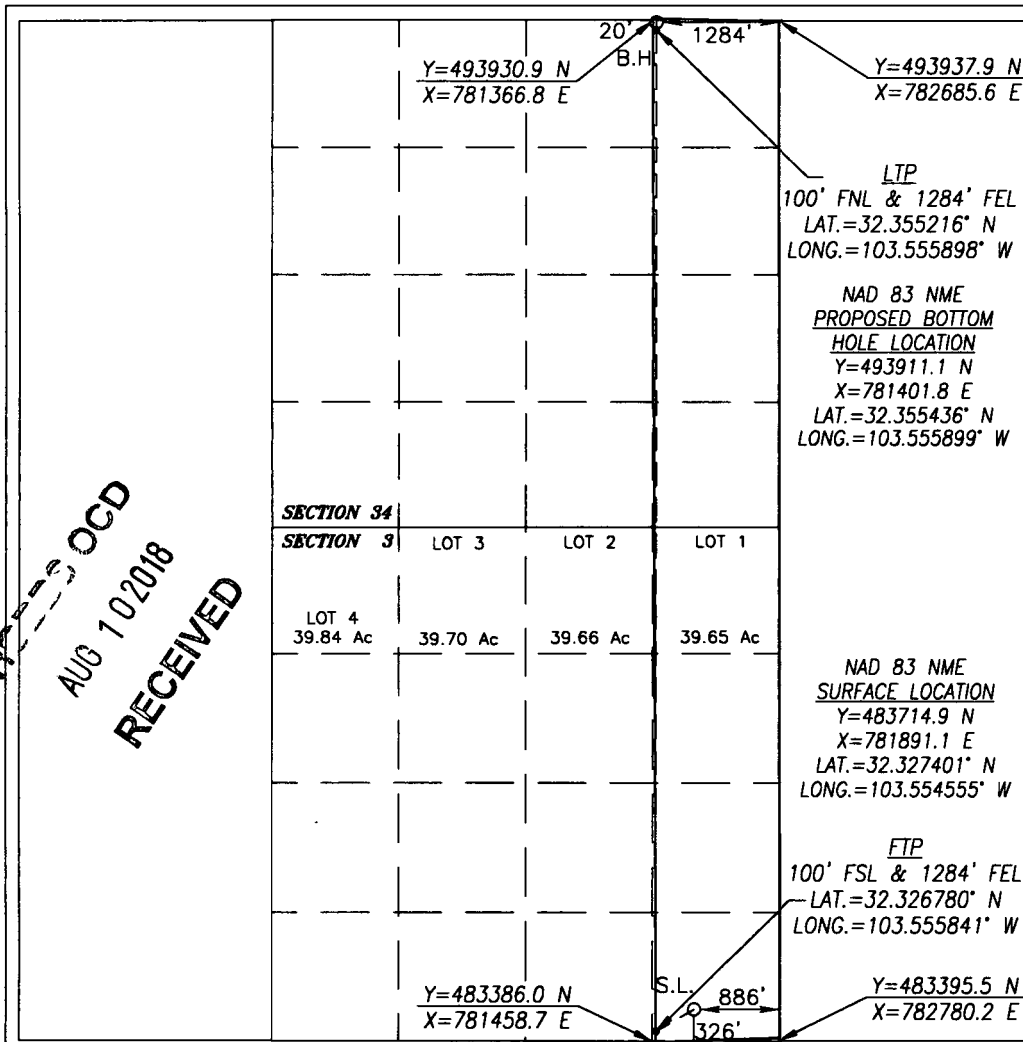 20'
1284'
B.H
Y=493930.9 N
X=781366.8 E
Y=493937.9 N
X=782685.6 E
LTP
100' FNL & 1284' FEL
LAT.=32.355216° N
LONG.=103.555898° W
NAD 83 NME
PROPOSED BOTTOM
HOLE LOCATION
Y=493911.1 N
X=781401.8 E
LAT.=32.355436° N
LONG.=103.555899° W
OCD
AUG 10 2018
RECEIVED
SECTION 34
SECTION 3
LOT 3
LOT 2
LOT 1
LOT 4
39.84 Ac
39.70 Ac
39.66 Ac
39.65 Ac
NAD 83 NME
SURFACE LOCATION
Y=483714.9 N
X=781891.1 E
LAT.=32.327401° N
LONG.=103.554555° W
FTP
100' FSL & 1284' FEL
LAT.=32.326780° N
LONG.=103.555841° W
S.L.
886'
326'
Y=483386.0 N
X=781458.7 E
Y=483395.5 N
X=782780.2 E